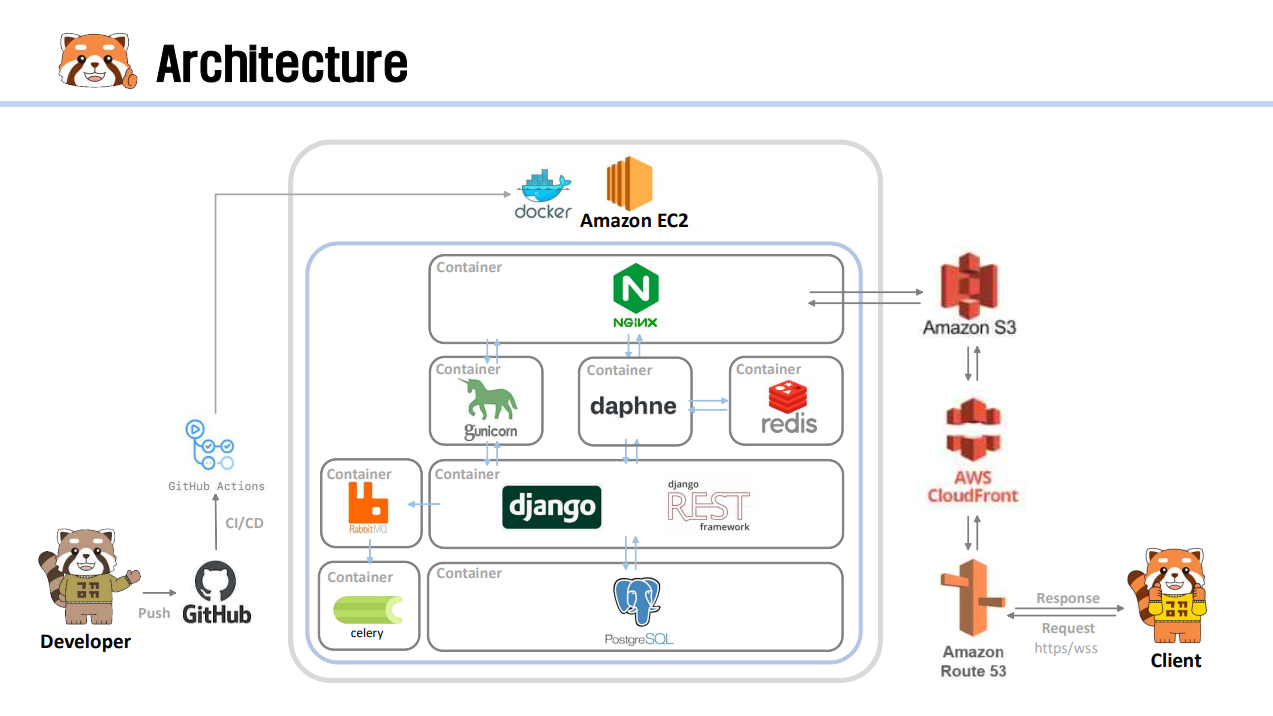 Architecture
docker
Amazon EC2
Container
NGINX
Amazon S3
Container
gunicorn
Container
daphne
Container
redis
GitHub Actions
CI/CD
Container
RabbitMQ
Container
django
django
REST
framework
AWS
CloudFront
Push
GitHub
Developer
Container
celery
Container
PostgreSQL
Amazon
Route 53
Response
Request
https/wss
Client